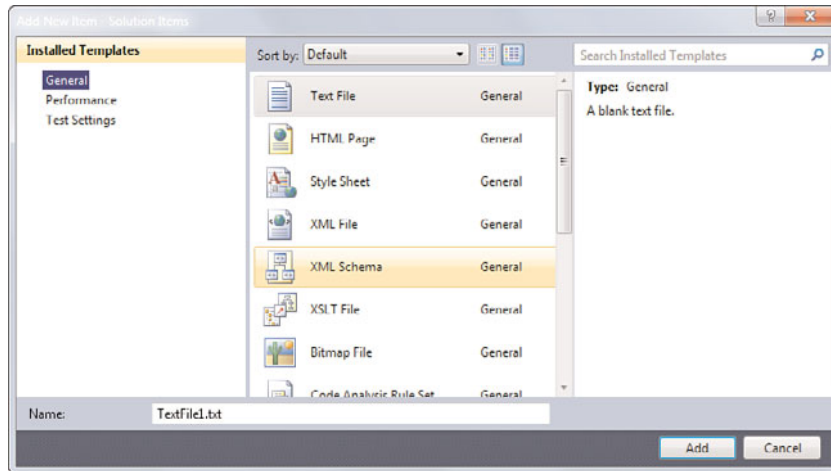 Add New Item - Solution Items
Installed Templates
General
Performance
Test Settings
Sort by: Default
Text File General
HTML Page General
Style Sheet General
XML File General
XML Schema General
XSLT File General
Bitmap File General
Code Analysis Rule Set General
Search Installed Templates
Type: General
A blank text file.
Name: TextFile1.txt
Add Cancel